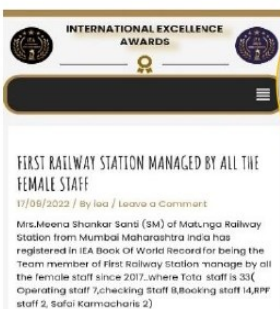 INTERNATIONAL EXCELLENCE
AWARDS
FIRST RAILWAY STATION MANAGED BY ALL THE
FEMALE STAFF
17/09/2022 / By iea / Leave a Comment
Mrs.Meena Shankar Santi (SM) of Matunga Railway
Station from Mumbai Maharashtra India has
registered in IEA Book Of World Record for being the
Team member of First Railway Station manage by all
the female staff since 2017..where Total staff is 33(
Operating staff 7,checking Staff 8,Booking staff 14,RPF
staff 2, Safai Karmacharis 2)